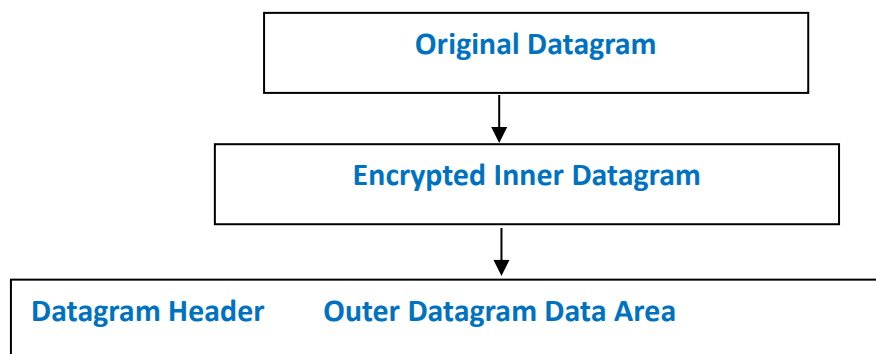 Original Datagram
Encrypted Inner Datagram
Datagram Header Outer Datagram Data Area